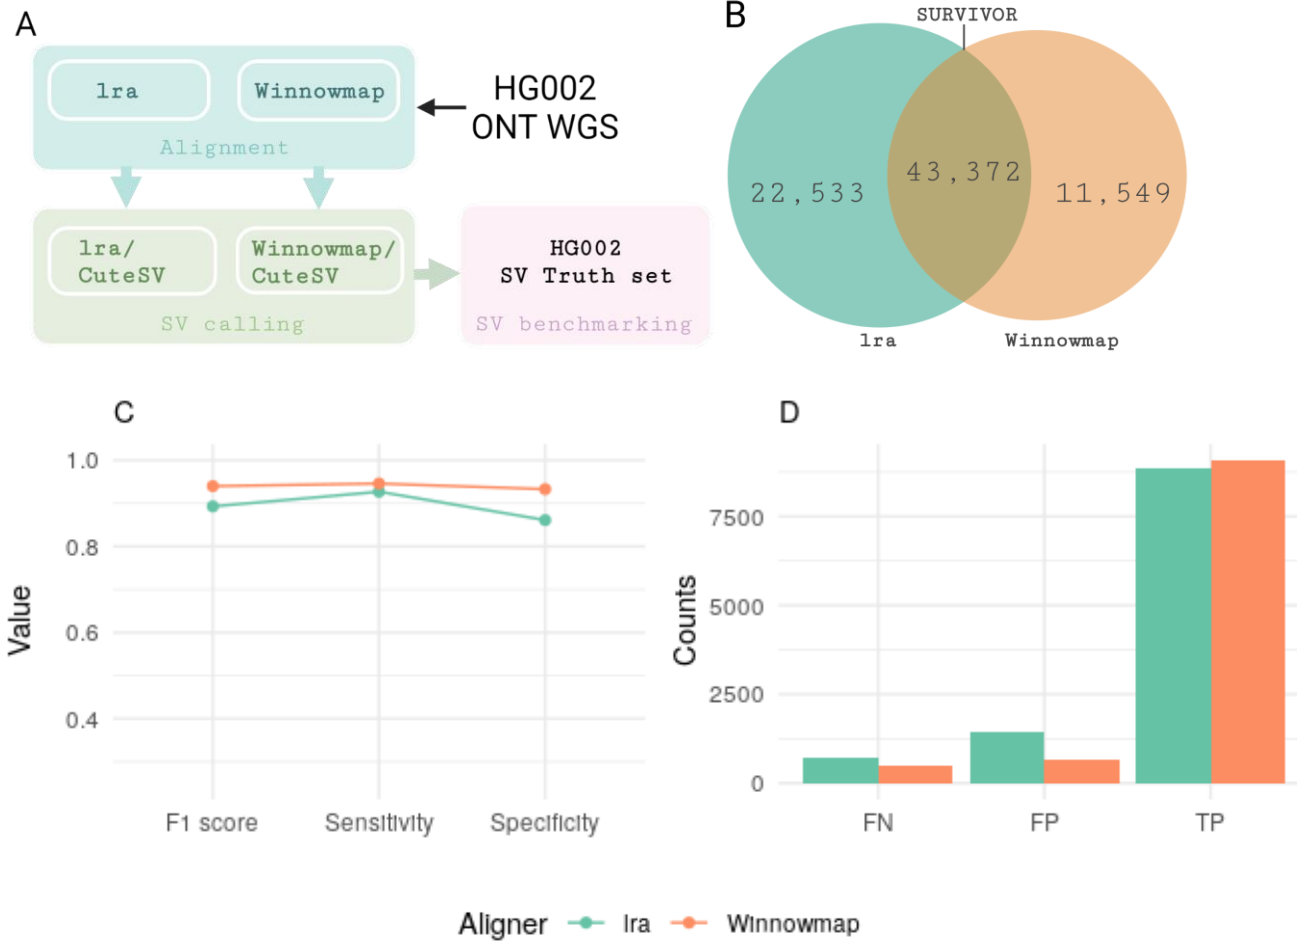 A
lra
Winnowmap
Alignment
HG002
ONT WGS
lra/
CuteSV
Winnowmap/
CuteSV
SV calling
HG002
SV Truth set
SV benchmarking
B
SURVIVOR
22,533
43,372
11,549
lra
Winnowmap
C
Value
1.0
0.8
0.6
0.4
F1 score
Sensitivity
Specificity
D
Counts
7500
5000
2500
0
FN
FP
TP
Aligner lra Winnowmap